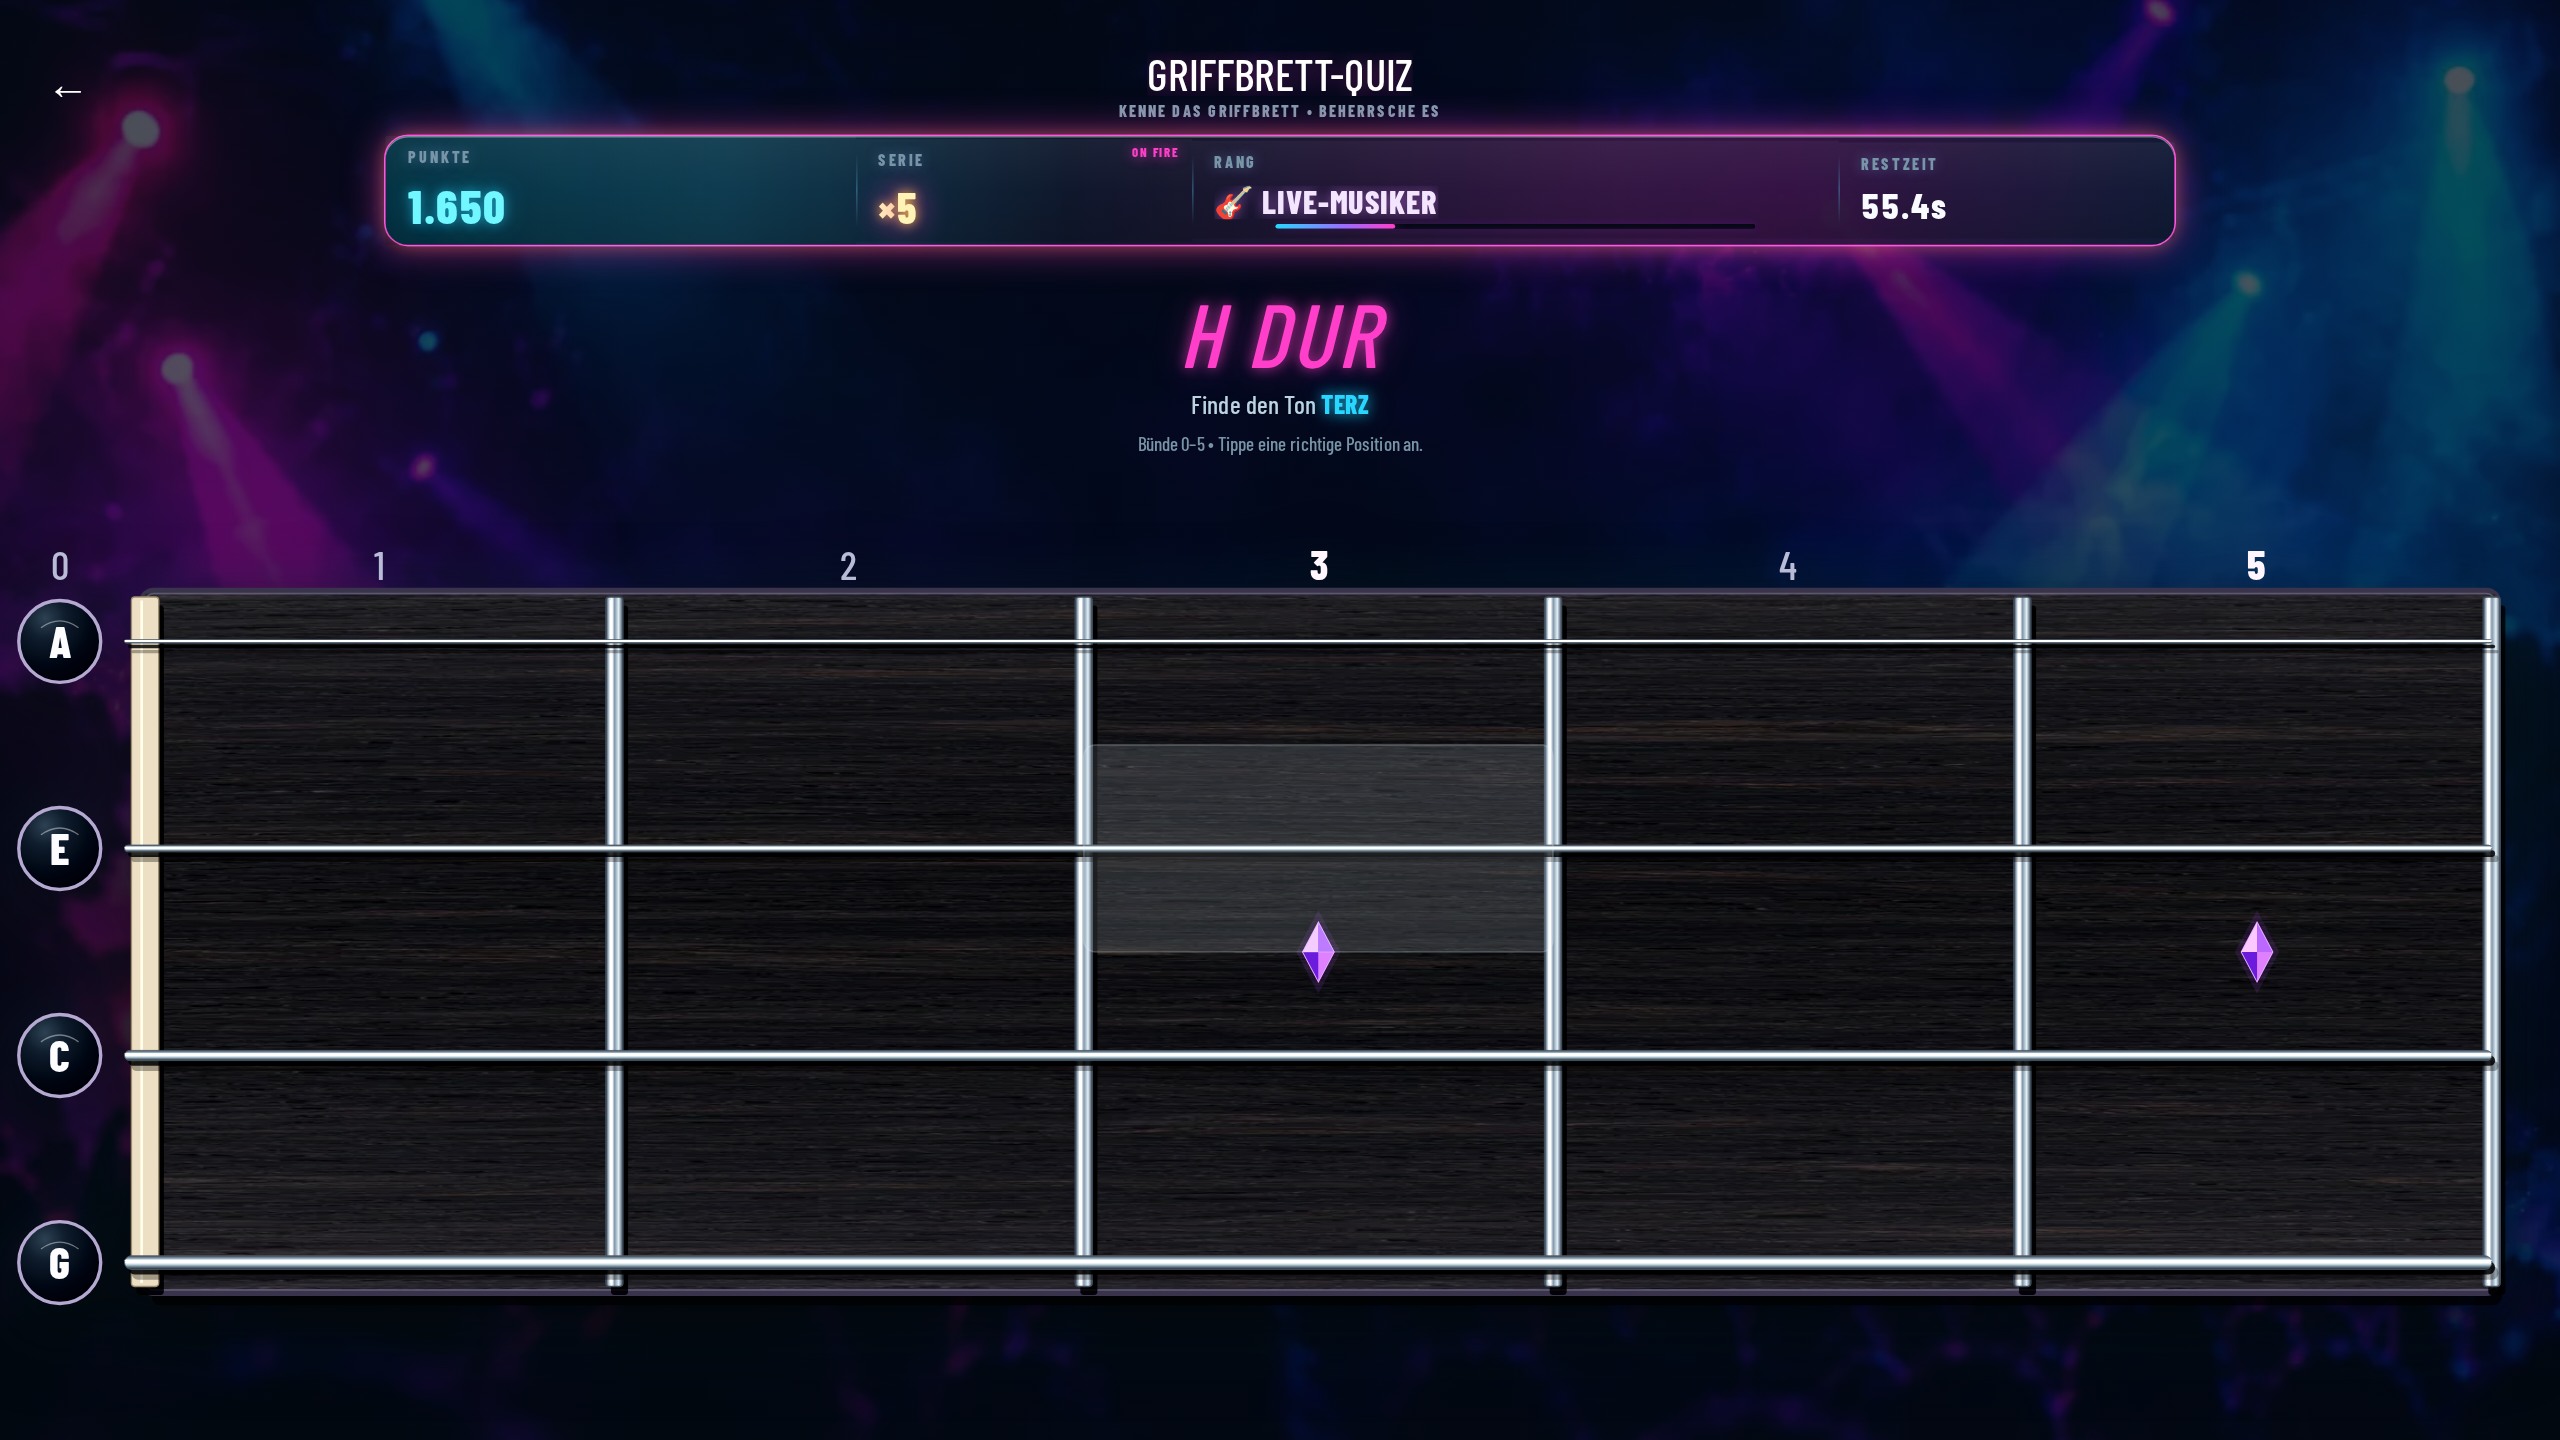 ←
GRIFFBRETT-QUIZ
KENNE DAS GRIFFBRETT • BEHERRSCHE ES
PUNKTE
1.650
SERIE
×5
ON FIRE
RANG
🎸 LIVE-MUSIKER
RESTZEIT
55.4s
H DUR
Finde den Ton TERZ
Bünde 0–5 • Tippe eine richtige Position an.
0 1 2 3 4 5
A
E
C
G